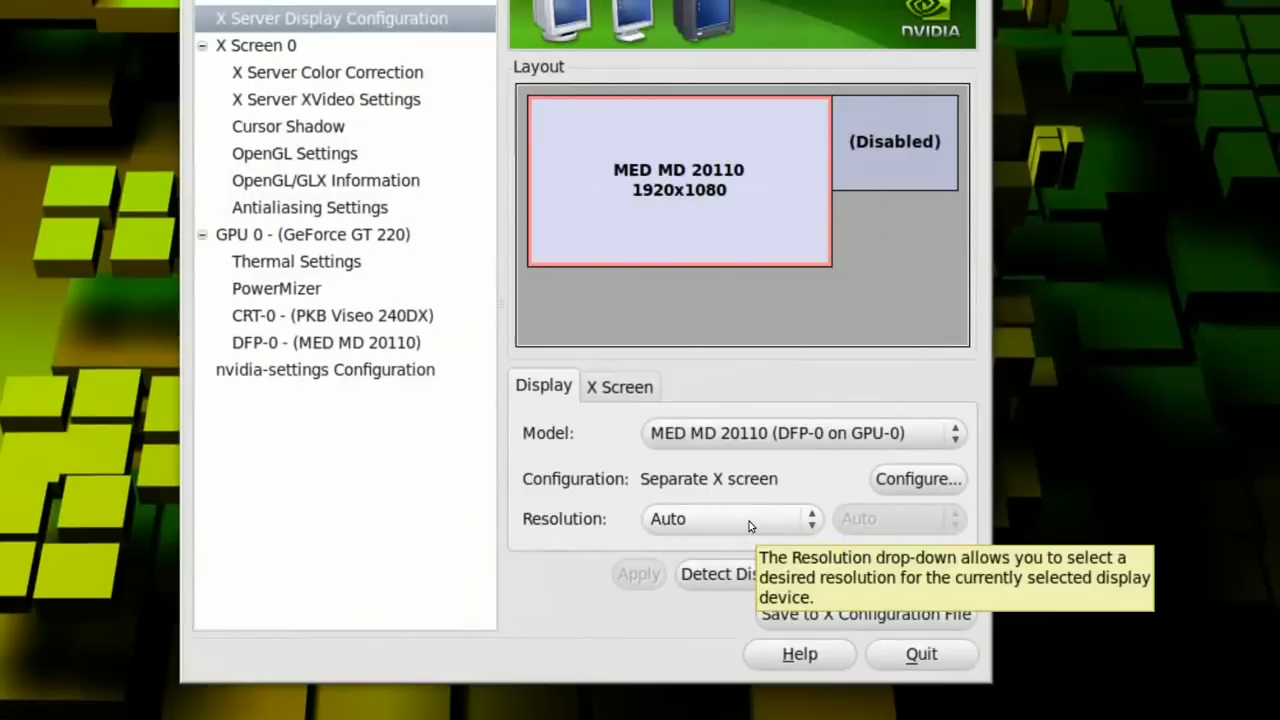 X Server Display Configuration
X Screen 0
X Server Color Correction
X Server XVideo Settings
Cursor Shadow
OpenGL Settings
OpenGL/GLX Information
Antialiasing Settings
GPU 0 - (GeForce GT 220)
Thermal Settings
PowerMizer
CRT-0 - (PKB Viseo 240DX)
DFP-0 - (MED MD 20110)
nvidia-settings Configuration
NVIDIA
Layout
MED MD 20110
1920x1080
(Disabled)
Display
X Screen
Model:
MED MD 20110 (DFP-0 on GPU-0)
Configuration:
Separate X screen
Configure...
Resolution:
Auto
Auto
The Resolution drop-down allows you to select a
desired resolution for the currently selected display
device.
Apply
Detect Dis
Save to X Configuration File
Help
Quit